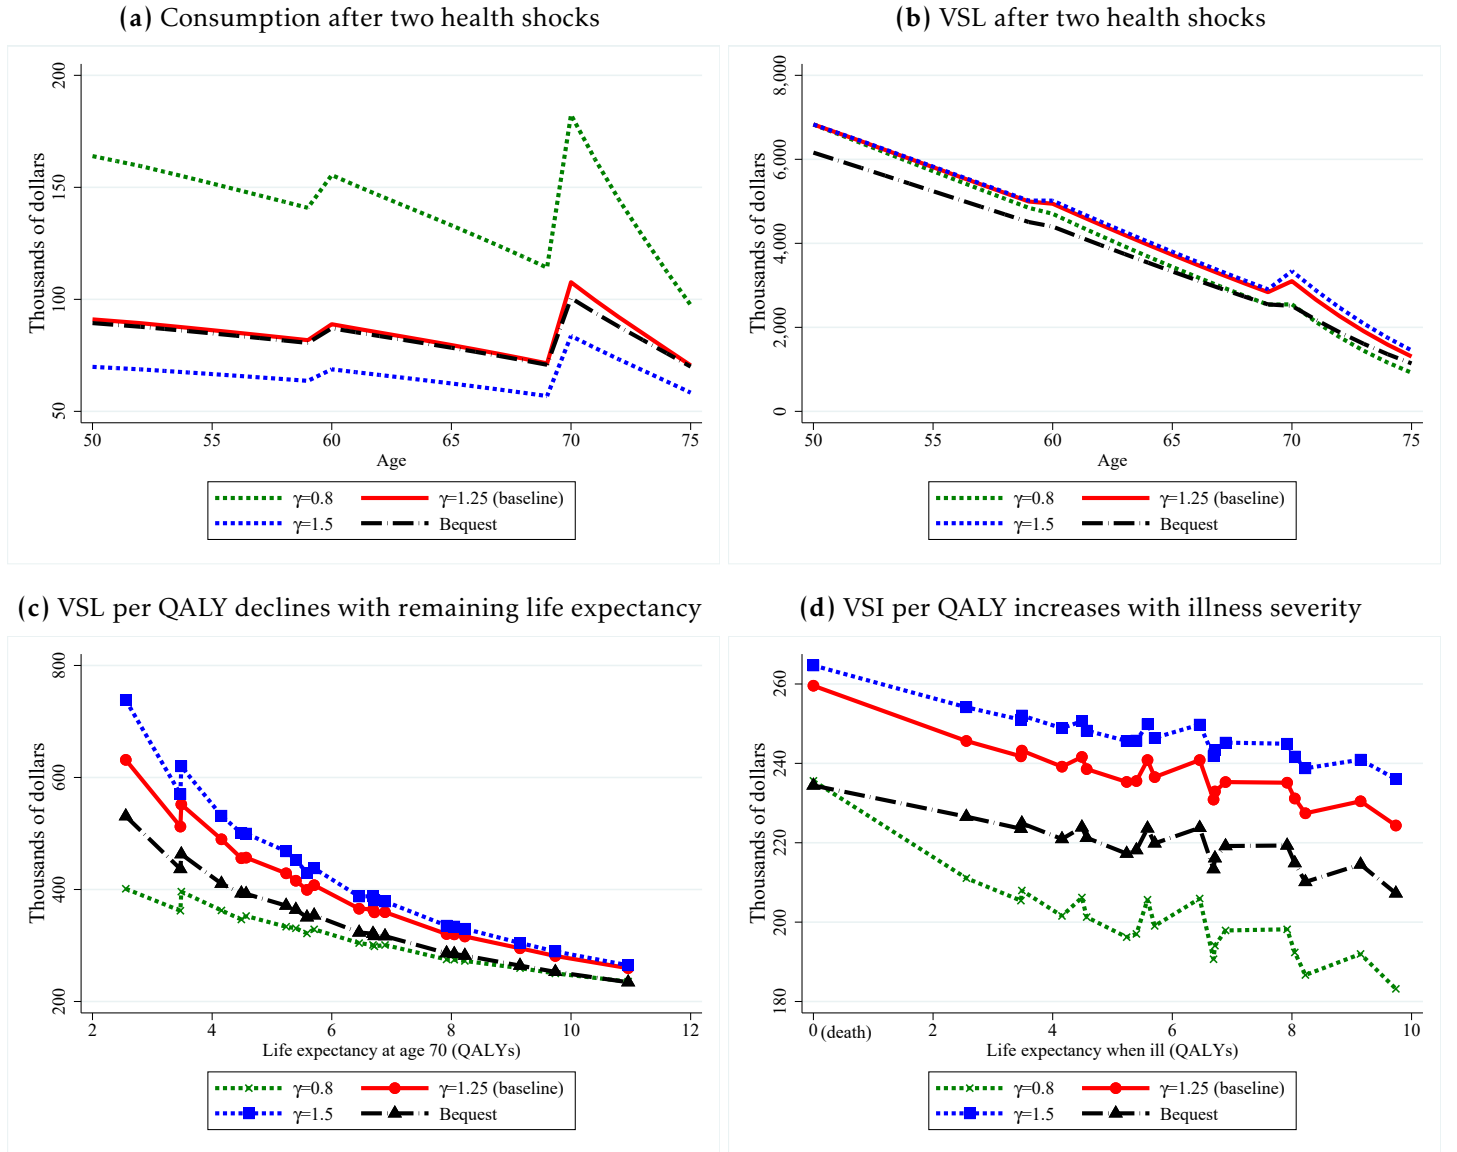 (a) Consumption after two health shocks
Thousands of dollars
200
150
100
50
50 55 60 65 70 75
Age
γ=0.8 γ=1.25 (baseline)
γ=1.5 Bequest
(b) VSL after two health shocks
Thousands of dollars
8,000
6,000
4,000
2,000
0
50 55 60 65 70 75
Age
γ=0.8 γ=1.25 (baseline)
γ=1.5 Bequest
(c) VSL per QALY declines with remaining life expectancy
Thousands of dollars
800
600
400
200
2 4 6 8 10 12
Life expectancy at age 70 (QALYs)
γ=0.8 γ=1.25 (baseline)
γ=1.5 Bequest
(d) VSI per QALY increases with illness severity
Thousands of dollars
260
240
220
200
180
0 (death) 2 4 6 8 10
Life expectancy when ill (QALYs)
γ=0.8 γ=1.25 (baseline)
γ=1.5 Bequest